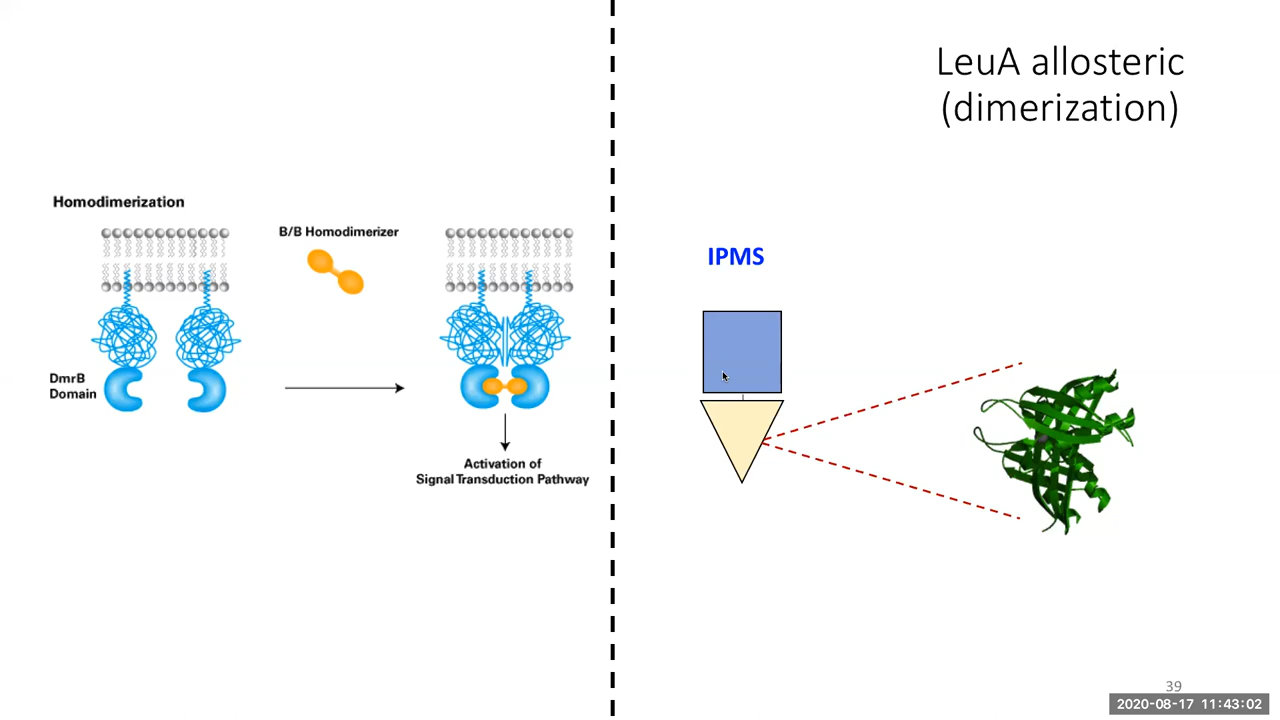 LeuA allosteric
(dimerization)
Homodimerization
B/B Homodimerizer
DmrB
Domain
Activation of
Signal Transduction Pathway
IPMS
39
2020-08-17 11:43:02